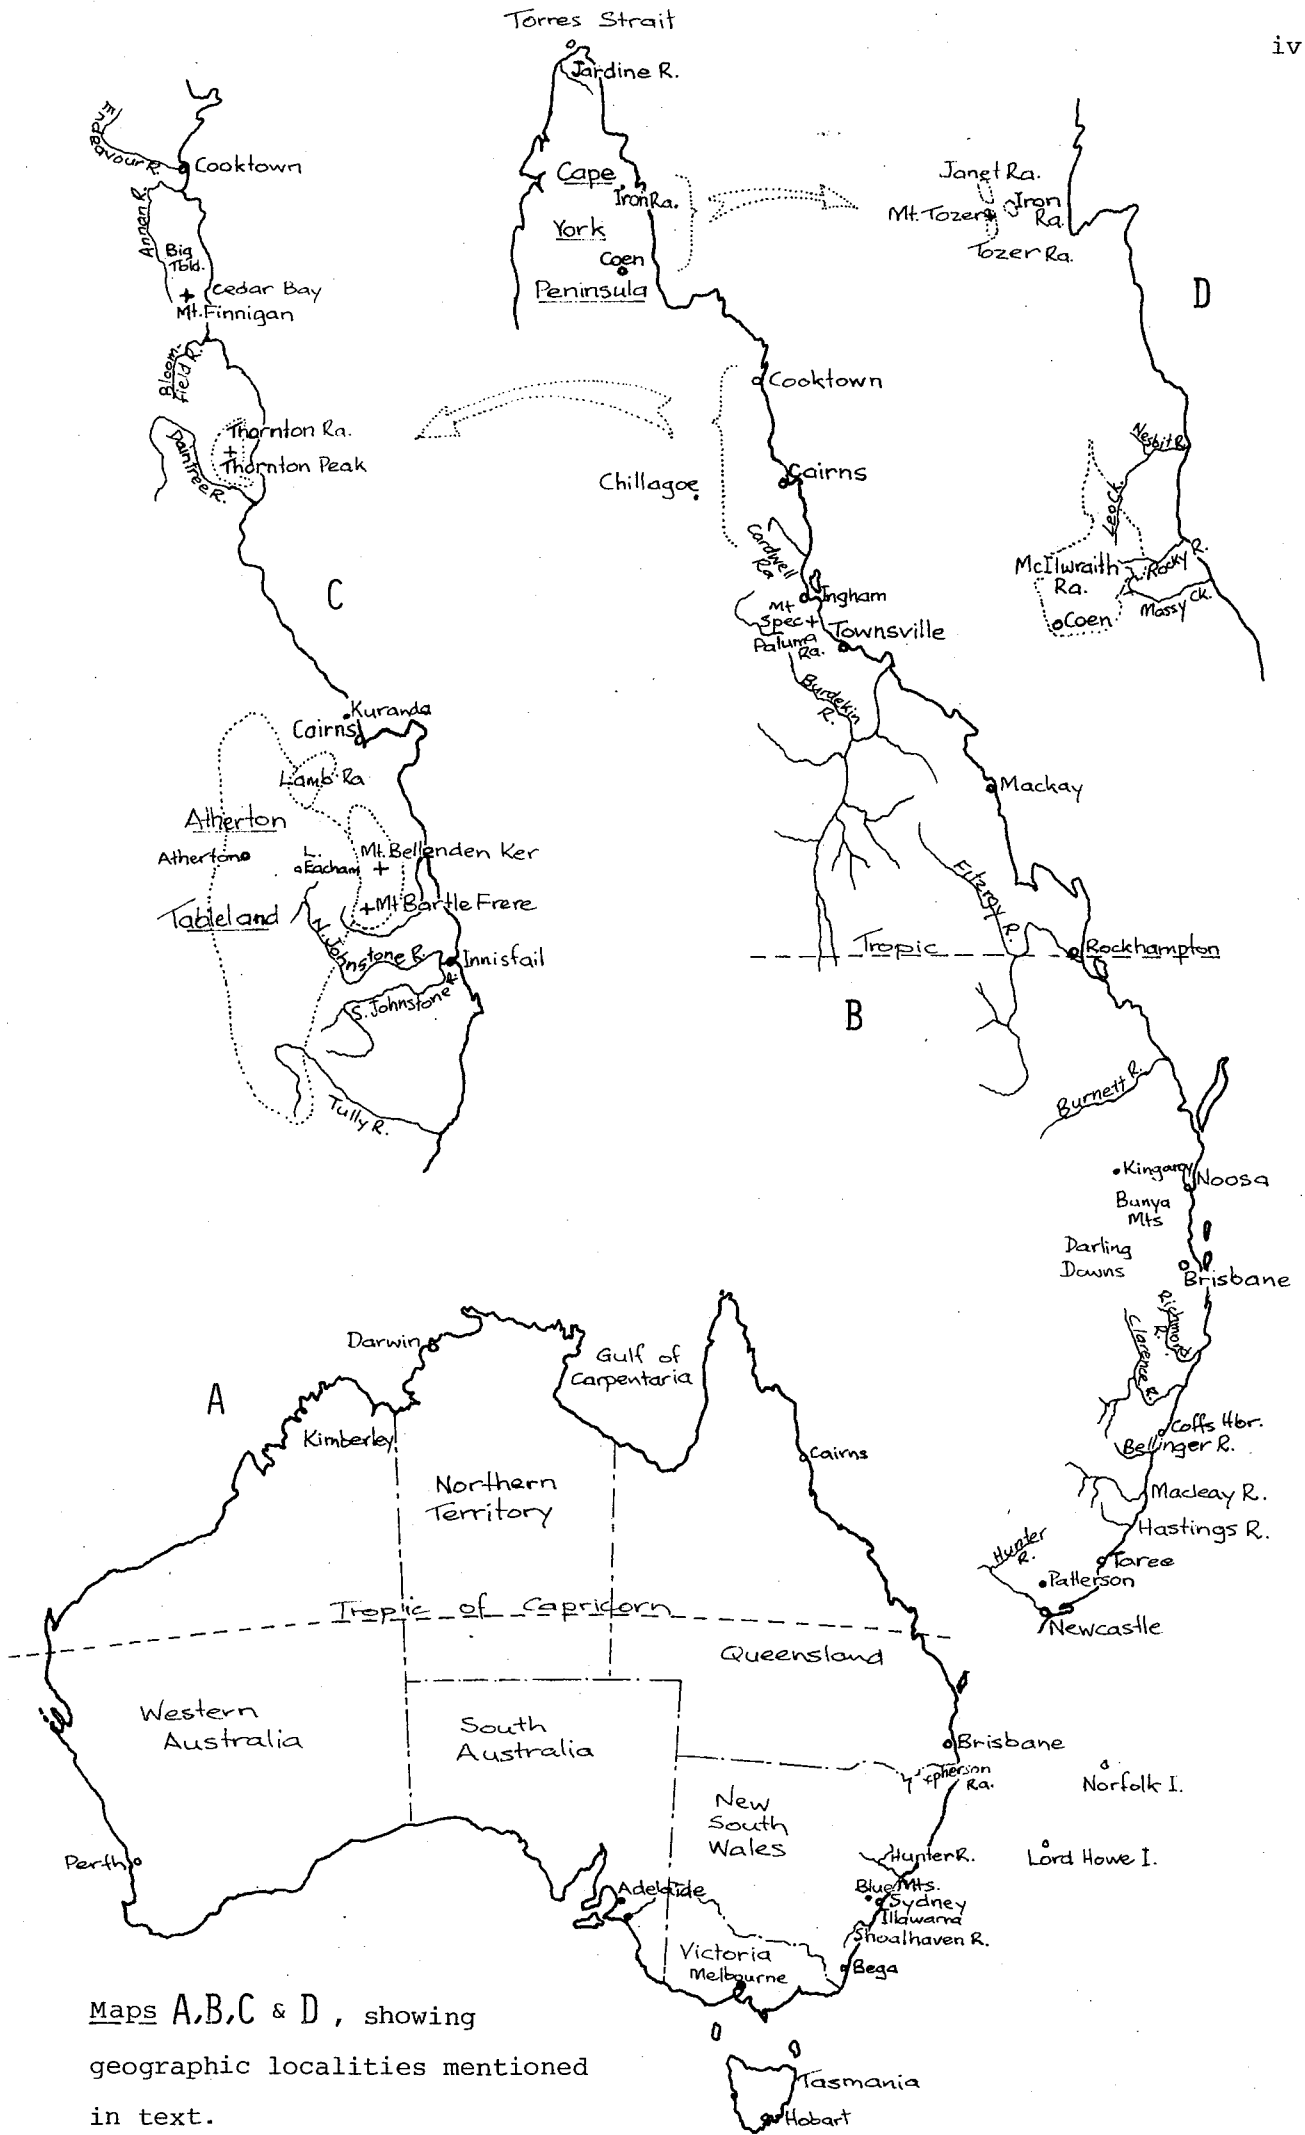 iv
Torres Strait
Jardine R.
Cape
Iron Ra.
York
Coen
Peninsula
Cooktown
Chillagoe
Cairns
Cardwell
Ra
Ingham
Mt
Spec
Paluma
Ra.
Townsville
Burdekin
R.
Mackay
Fitzroy R.
Tropic
Rockhampton
B
Burnett R.
Kingaroy
Noosa
Bunya
Mts
Darling
Downs
Brisbane
Richmond
R.
Clarence R.
Coffs Hbr.
Bellinger R.
Macleay R.
Hastings R.
Hunter
R.
Taree
Patterson
Newcastle
Endeavour R.
Cooktown
Annan R.
Big
Tbld.
Cedar Bay
Mt. Finnigan
Bloom-
field R.
Thornton Ra.
Thornton Peak
Daintree R.
C
Kuranda
Cairns
Lamb Ra
Atherton
Atherton
L.
Eacham
Mt. Bellenden Ker
Mt Bartle Frere
Tableland
N. Johnstone R.
Innisfail
S. Johnstone R.
Tully R.
Janet Ra.
Mt. Tozer
Iron
Ra.
Tozer Ra.
D
Nesbit R.
Leo Ck.
McIlwraith
Ra.
Rocky R.
Massy Ck.
Coen
A
Darwin
Gulf of
Carpentaria
Kimberley
Cairns
Northern
Territory
Tropic of Capricorn
Queensland
Western
Australia
South
Australia
Brisbane
pherson
Ra.
Norfolk I.
New
South
Wales
Perth
Hunter R.
Lord Howe I.
Adelaide
Blue Mts.
Sydney
Illawarra
Shoalhaven R.
Victoria
Melbourne
Bega
Tasmania
Hobart
Maps A,B,C & D , showing
geographic localities mentioned
in text.